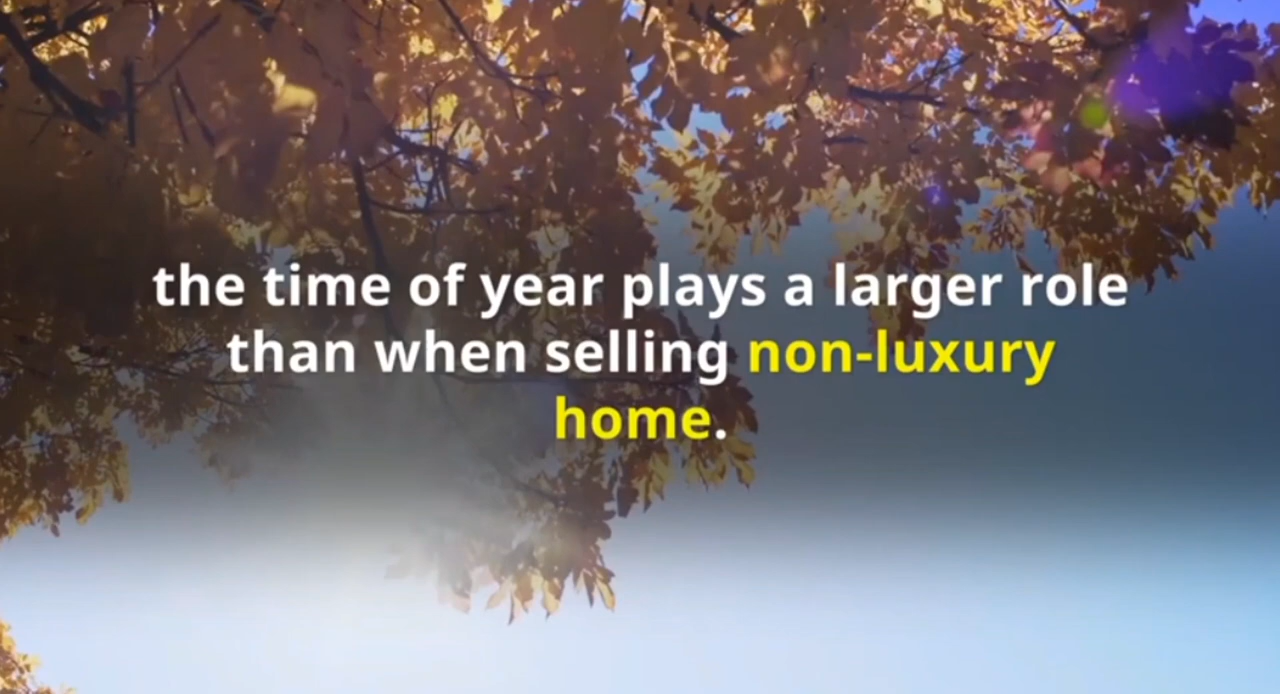 the time of year plays a larger role
than when selling non-luxury
home.